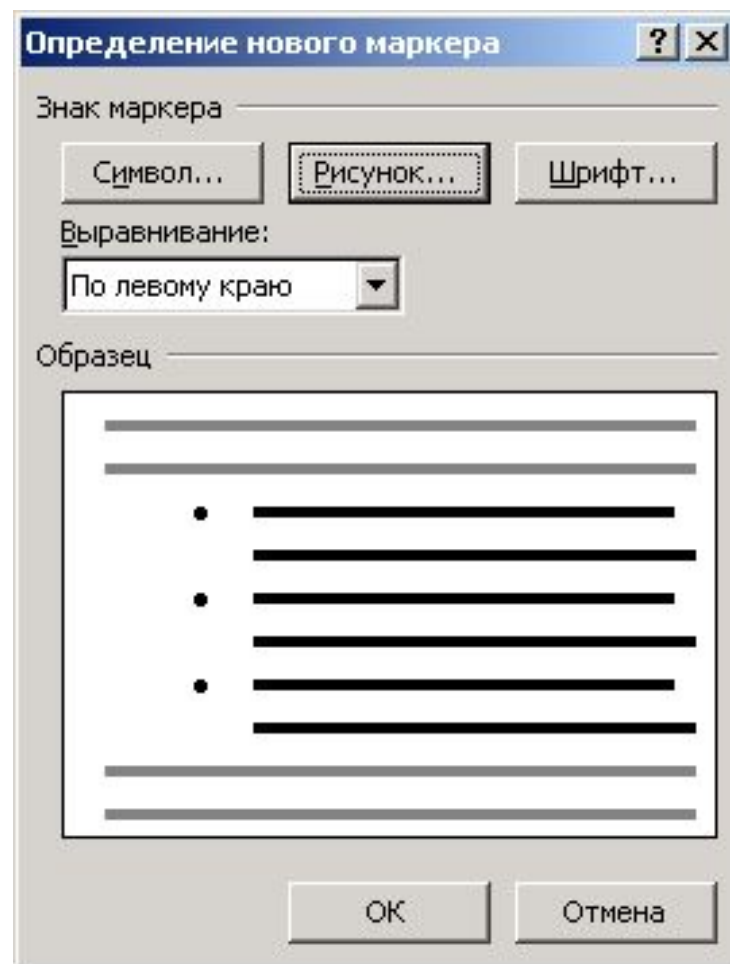 Определение нового маркера
Знак маркера
Символ... Рисунок... Шрифт...
Выравнивание:
По левому краю
Образец
ОК Отмена